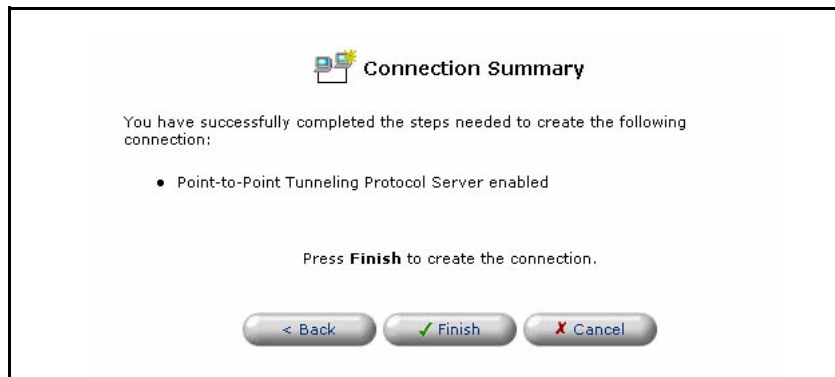 Connection Summary
You have successfully completed the steps needed to create the following
connection:
• Point-to-Point Tunneling Protocol Server enabled
Press Finish to create the connection.
< Back
✓ Finish
✗ Cancel